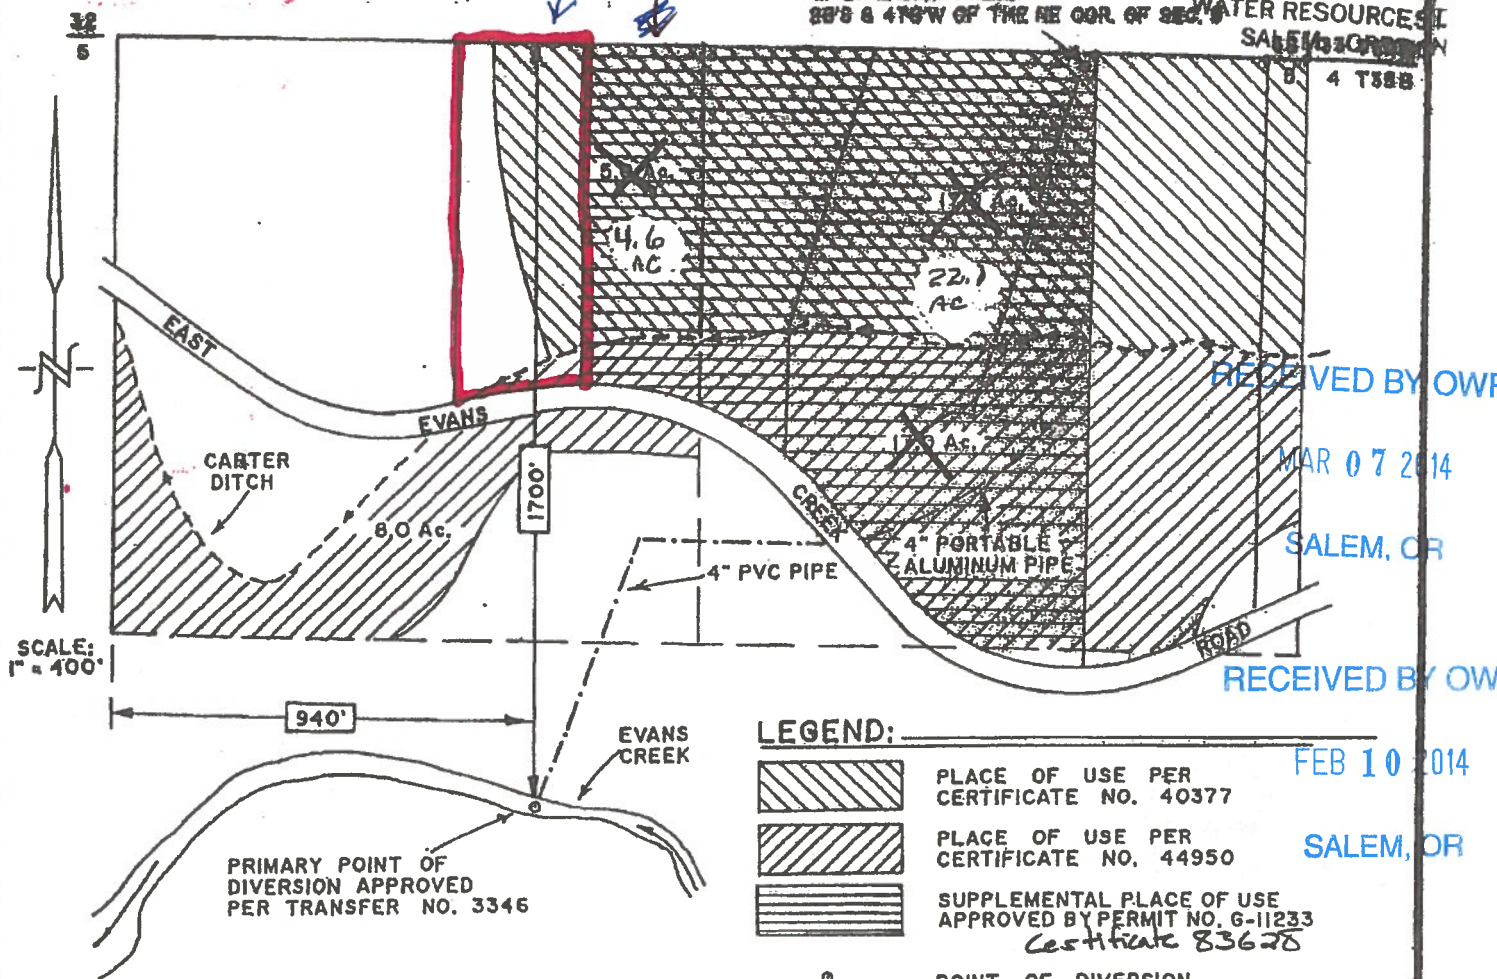 WATER RESOURCES
32
5
4
4.6
AC
22.1
AC
EAST
EVANS
CREEK
ROAD
CARTER
DITCH
8.0 Ac.
1700'
4" PVC PIPE
4" PORTABLE
ALUMINUM PIPE
RECEIVED BY OWR
MAR 07 2014
SALEM, OR
SCALE:
1" = 400'
940'
EVANS
CREEK
PRIMARY POINT OF
DIVERSION APPROVED
PER TRANSFER NO. 3346
RECEIVED BY OW
FEB 10 2014
SALEM, OR
LEGEND:
PLACE OF USE PER
CERTIFICATE NO. 40377
PLACE OF USE PER
CERTIFICATE NO. 44950
SUPPLEMENTAL PLACE OF USE
APPROVED BY PERMIT NO. G-11233
Certificate 83628
POINT OF DIVERSION